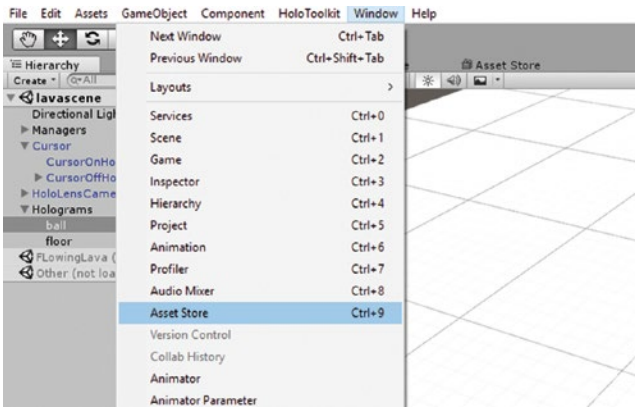 File Edit Assets GameObject Component HoloToolkit Window Help
Next Window Ctrl+Tab
Previous Window Ctrl+Shift+Tab
Layouts >
Services Ctrl+0
Scene Ctrl+1
Game Ctrl+2
Inspector Ctrl+3
Hierarchy Ctrl+4
Project Ctrl+5
Animation Ctrl+6
Profiler Ctrl+7
Audio Mixer Ctrl+8
Asset Store Ctrl+9
Version Control
Collab History
Animator
Animator Parameter
Hierarchy
Create All
lavascene
Directional Ligh
Managers
Cursor
CursorOnHo
CursorOffHo
HoloLensCame
Holograms
ball
floor
FLowingLava (
Other (not loa
Asset Store